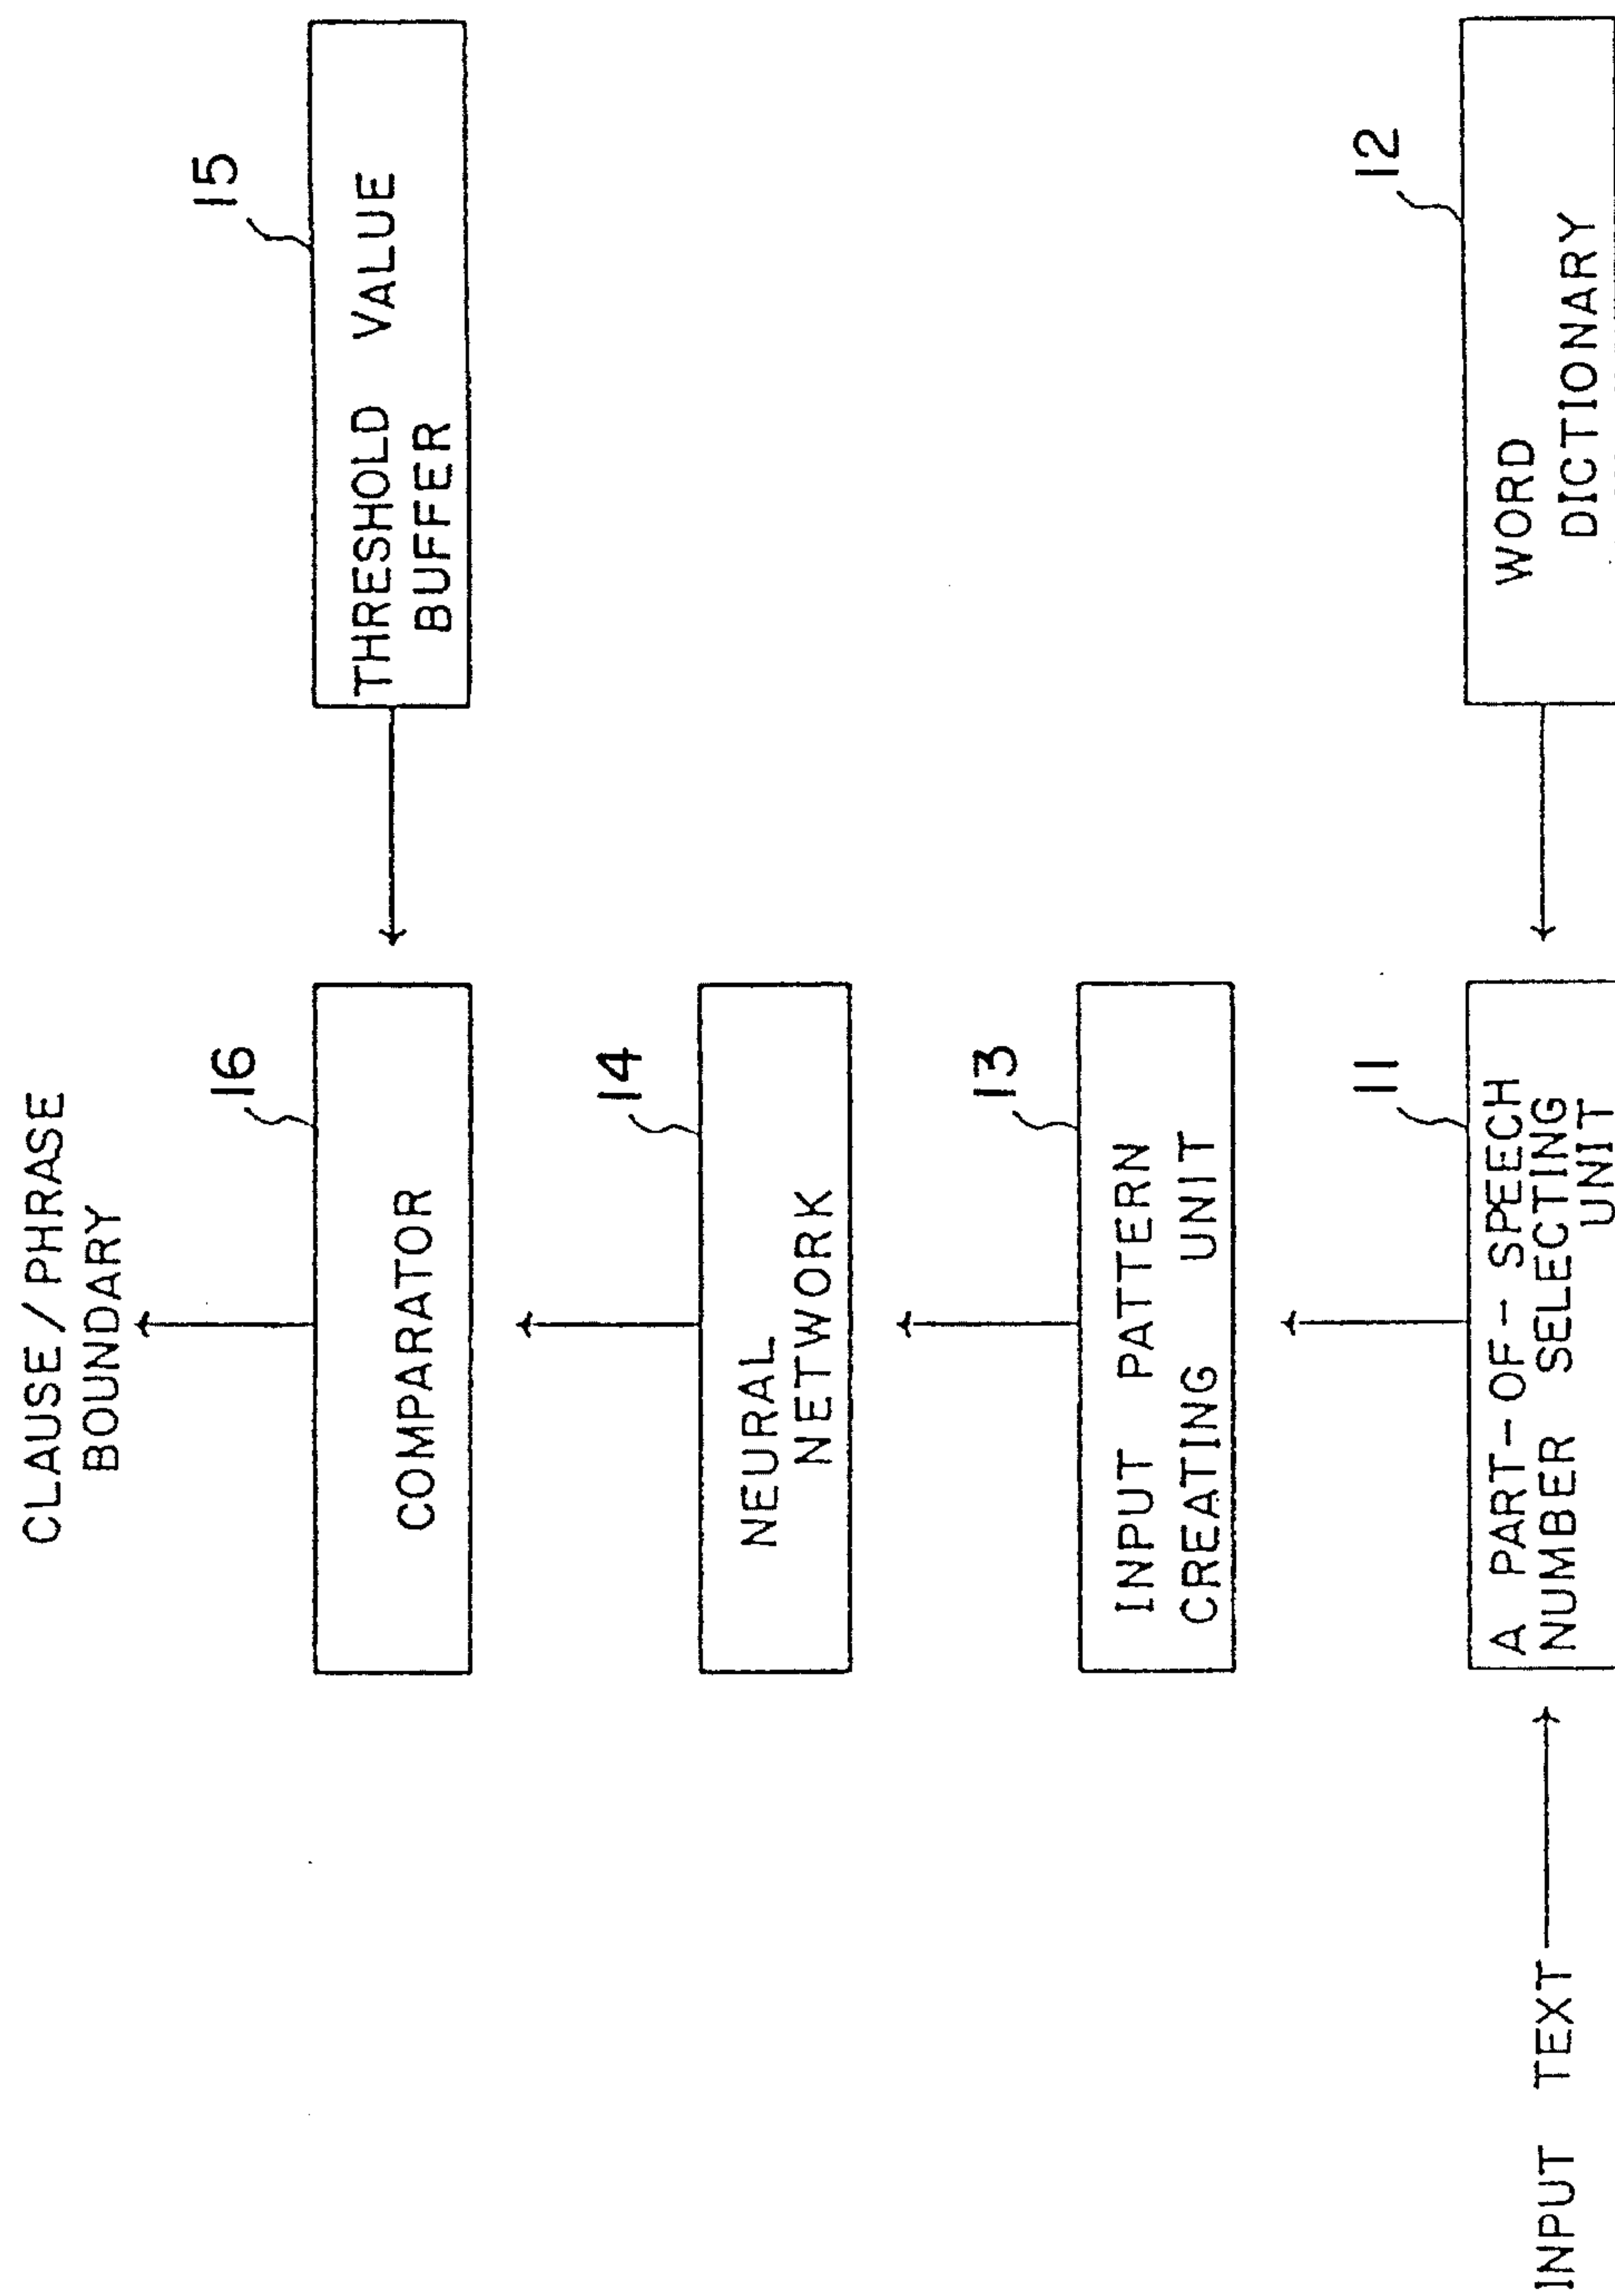 CLAUSE / PHRASE
BOUNDARY
16
COMPARATOR
15
THRESHOLD VALUE
BUFFER
14
NEURAL
NETWORK
13
INPUT PATTERN
CREATING UNIT
11
A PART-OF-SPEECH
NUMBER SELECTING
UNIT
12
WORD
DICTIONARY
INPUT TEXT